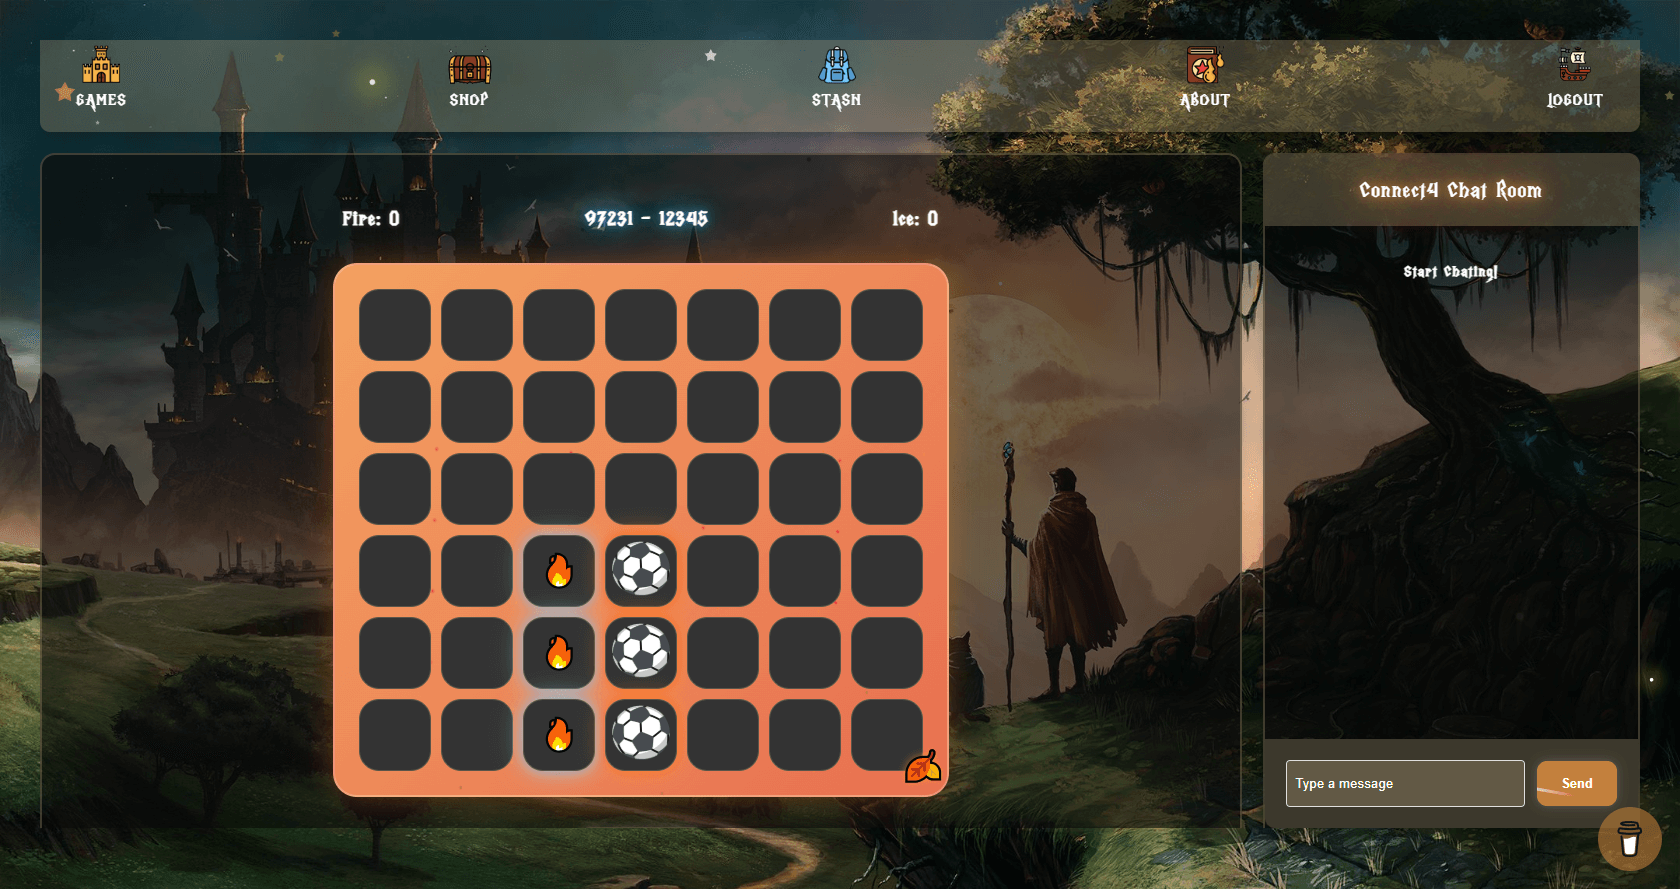 GAMES
SHOP
STASH
ABOUT
LOGOUT
Fire: 0
97231 - 12345
Ice: 0
Connect4 Chat Room
Start Chating!
Type a message
Send